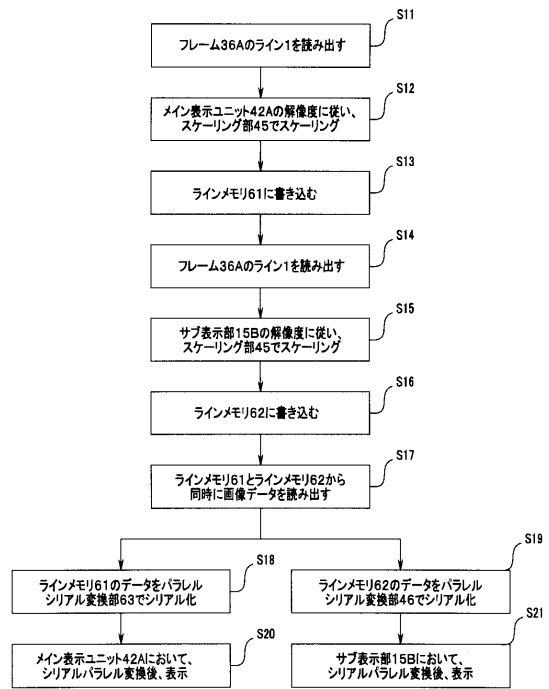 S11
フレーム36Aのライン1を読み出す
S12
メイン表示ユニット42Aの解像度に従い、
スケーリング部45でスケーリング
S13
ラインメモリ61に書き込む
S14
フレーム36Aのライン1を読み出す
S15
サブ表示部15Bの解像度に従い、
スケーリング部45でスケーリング
S16
ラインメモリ62に書き込む
S17
ラインメモリ61とラインメモリ62から
同時に画像データを読み出す
S18
ラインメモリ61のデータをパラレル
シリアル変換部63でシリアル化
S19
ラインメモリ62のデータをパラレル
シリアル変換部46でシリアル化
S20
メイン表示ユニット42Aにおいて、
シリアルパラレル変換後、表示
S21
サブ表示部15Bにおいて、
シリアルパラレル変換後、表示